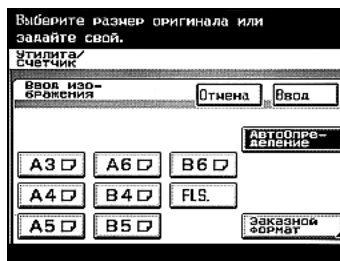 Выберите размер оригинала или
задайте свой.
Утилита/
Счетчик
Ввод изо-
бражения
Отмена Ввод
АвтоОпре-
деление
A3 A6 B6
A4 B4 FLS.
A5 B5
Заказной
формат